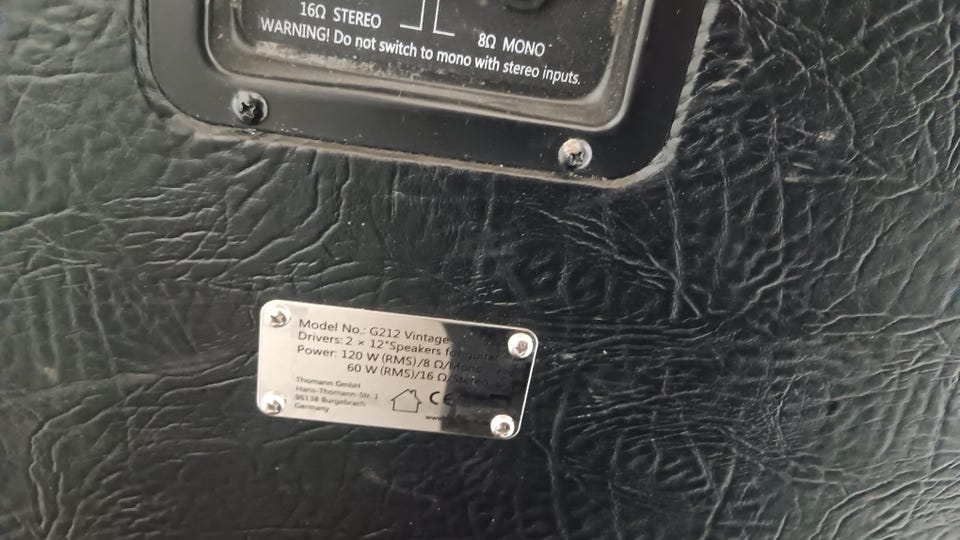 16Ω STEREO
8Ω MONO
WARNING! Do not switch to mono with stereo inputs.
Model No.: G212 Vintage
Drivers: 2 × 12"Speakers for guitar
Power: 120 W (RMS)/8 Ω/Mono
60 W (RMS)/16 Ω/Stereo
Thomann GmbH
Hans-Thomann-Str. 1
96138 Burgebrach
Germany
CE